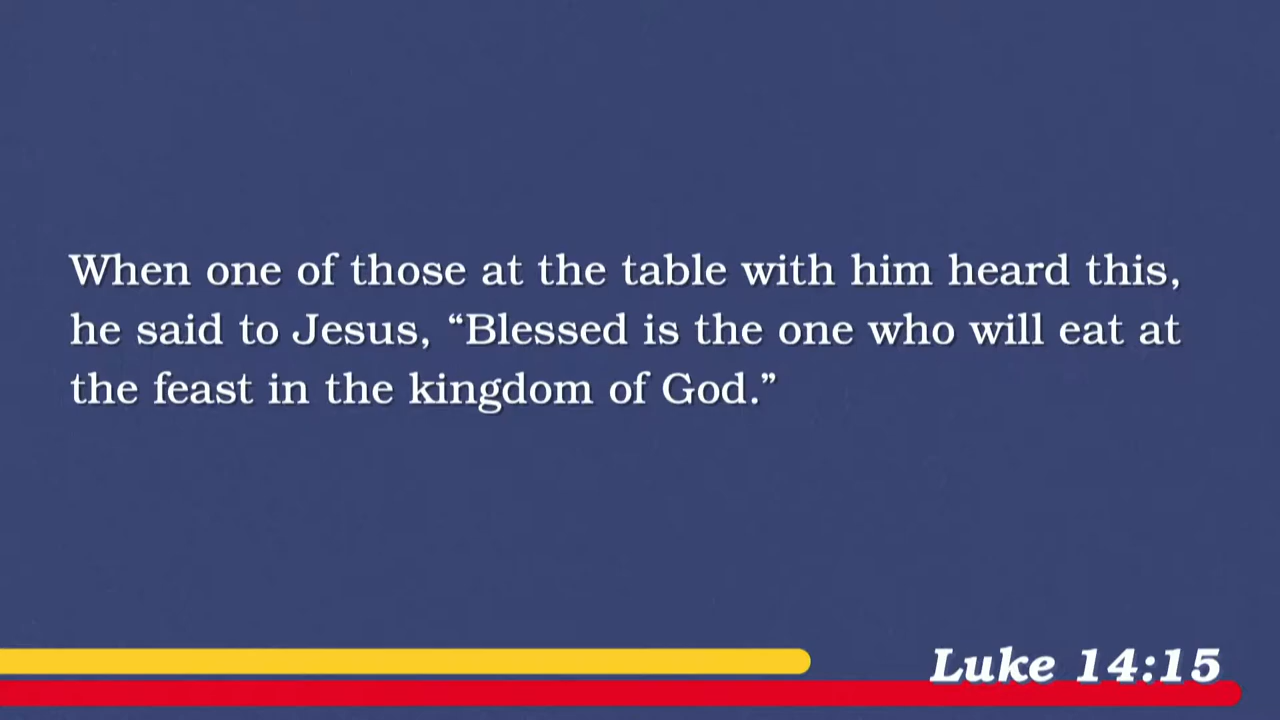 When one of those at the table with him heard this,
he said to Jesus, “Blessed is the one who will eat at
the feast in the kingdom of God.”
Luke 14:15